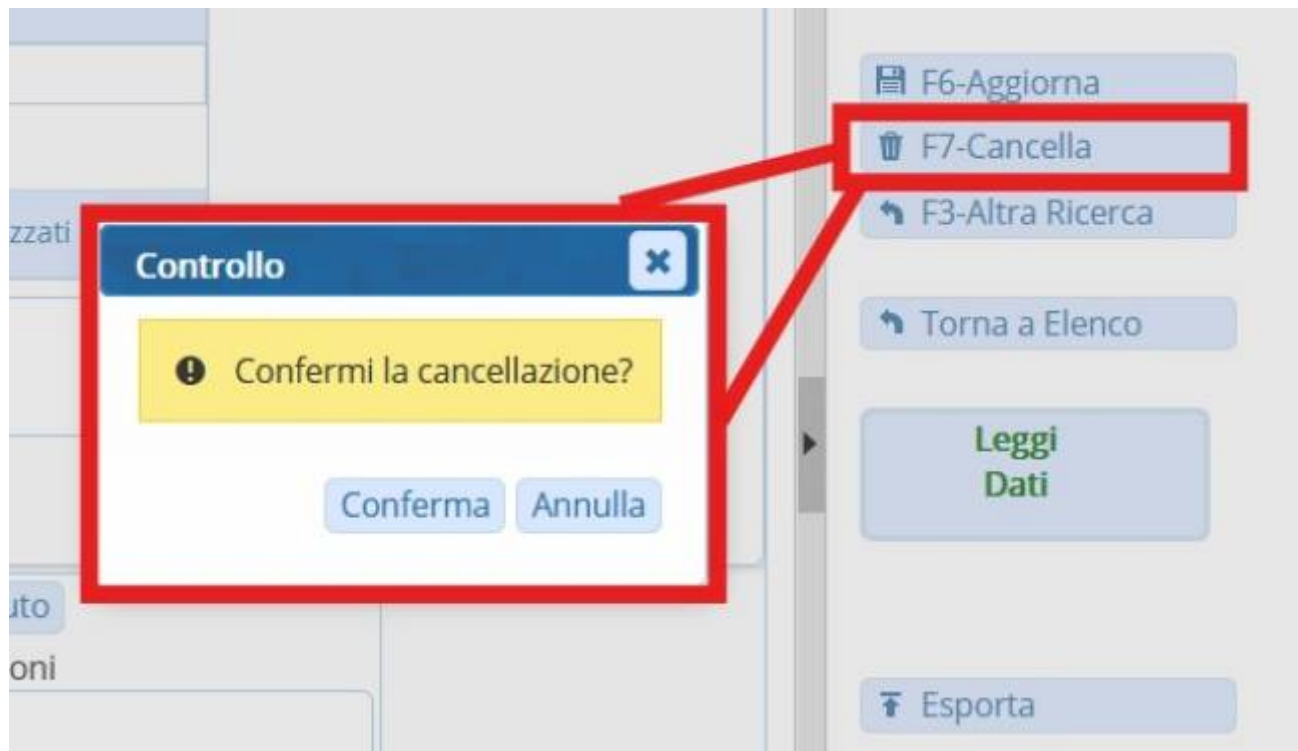 F6-Aggiorna
F7-Cancella
F3-Altra Ricerca
zzati
Controllo
Torna a Elenco
Confermi la cancellazione?
Leggi
Dati
Conferma
Annulla
uto
oni
Esporta